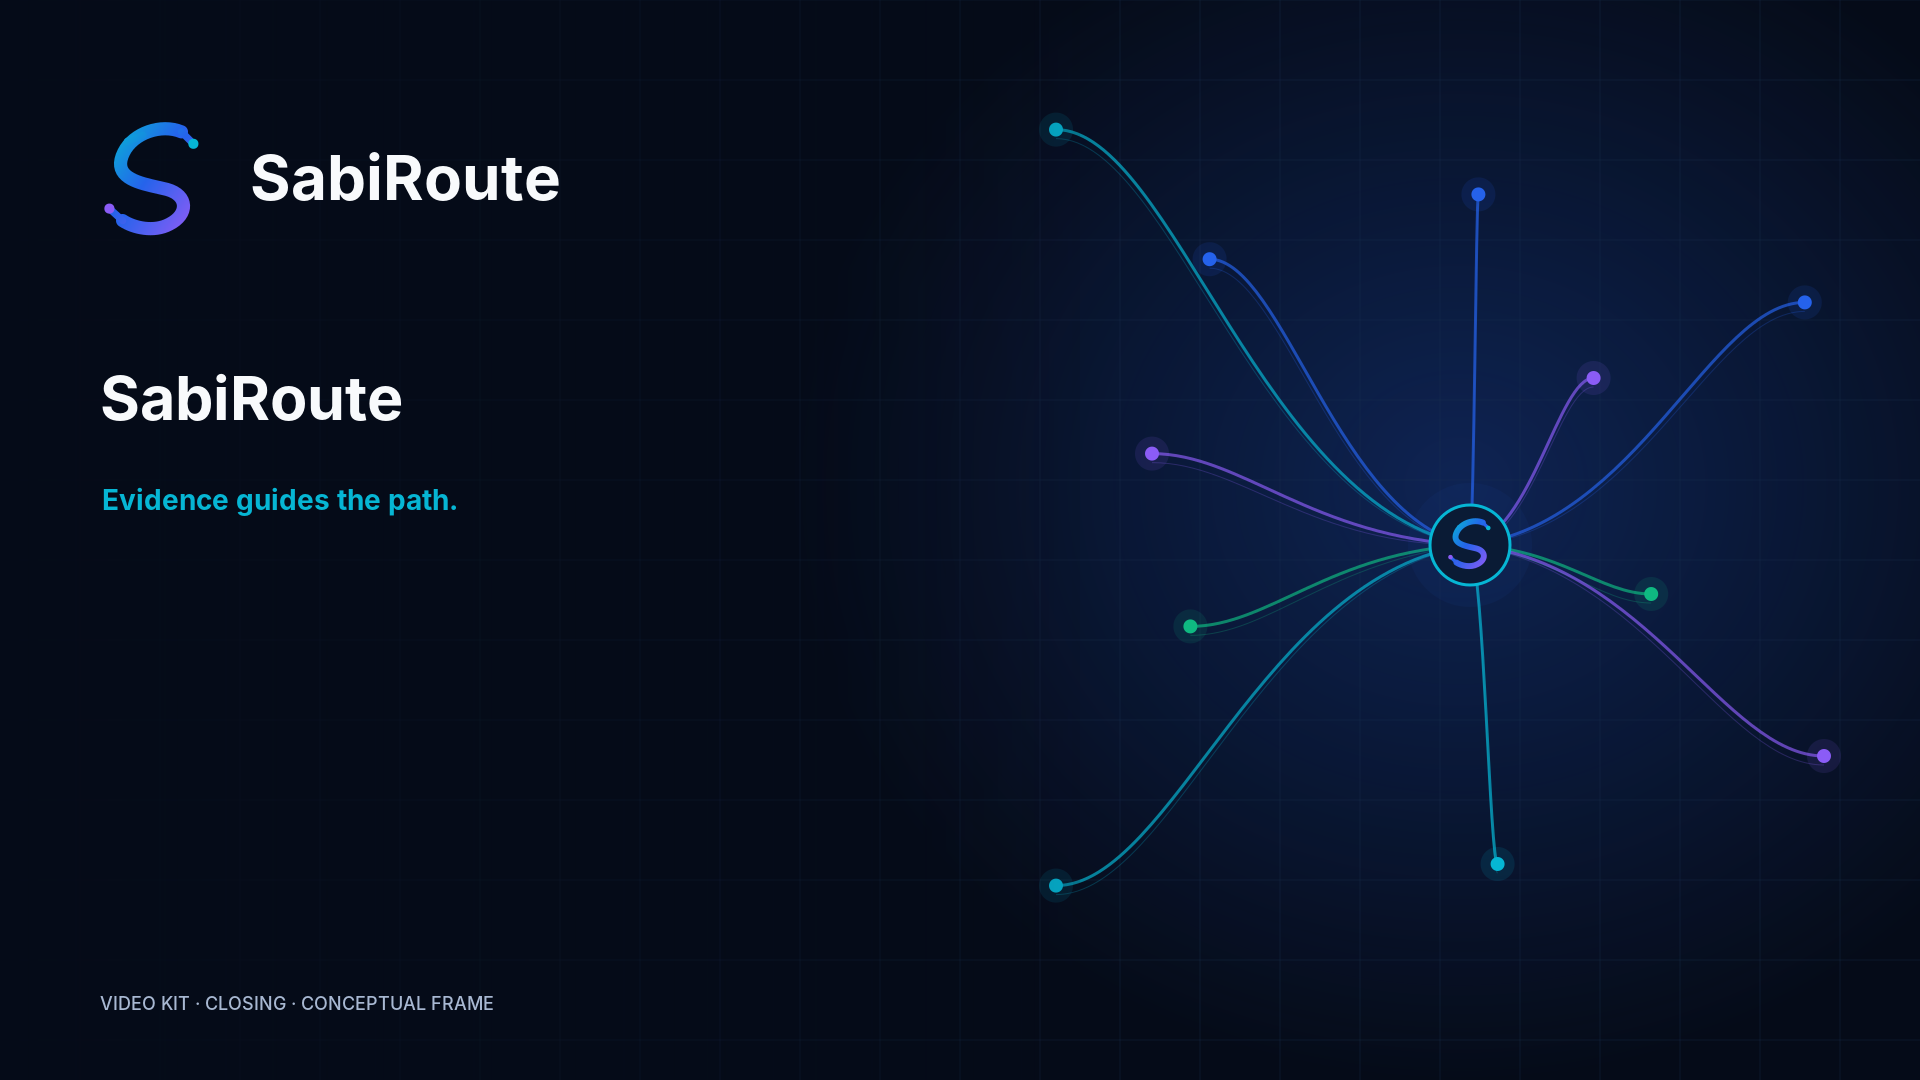 SabiRoute
SabiRoute
Evidence guides the path.
VIDEO KIT · CLOSING · CONCEPTUAL FRAME